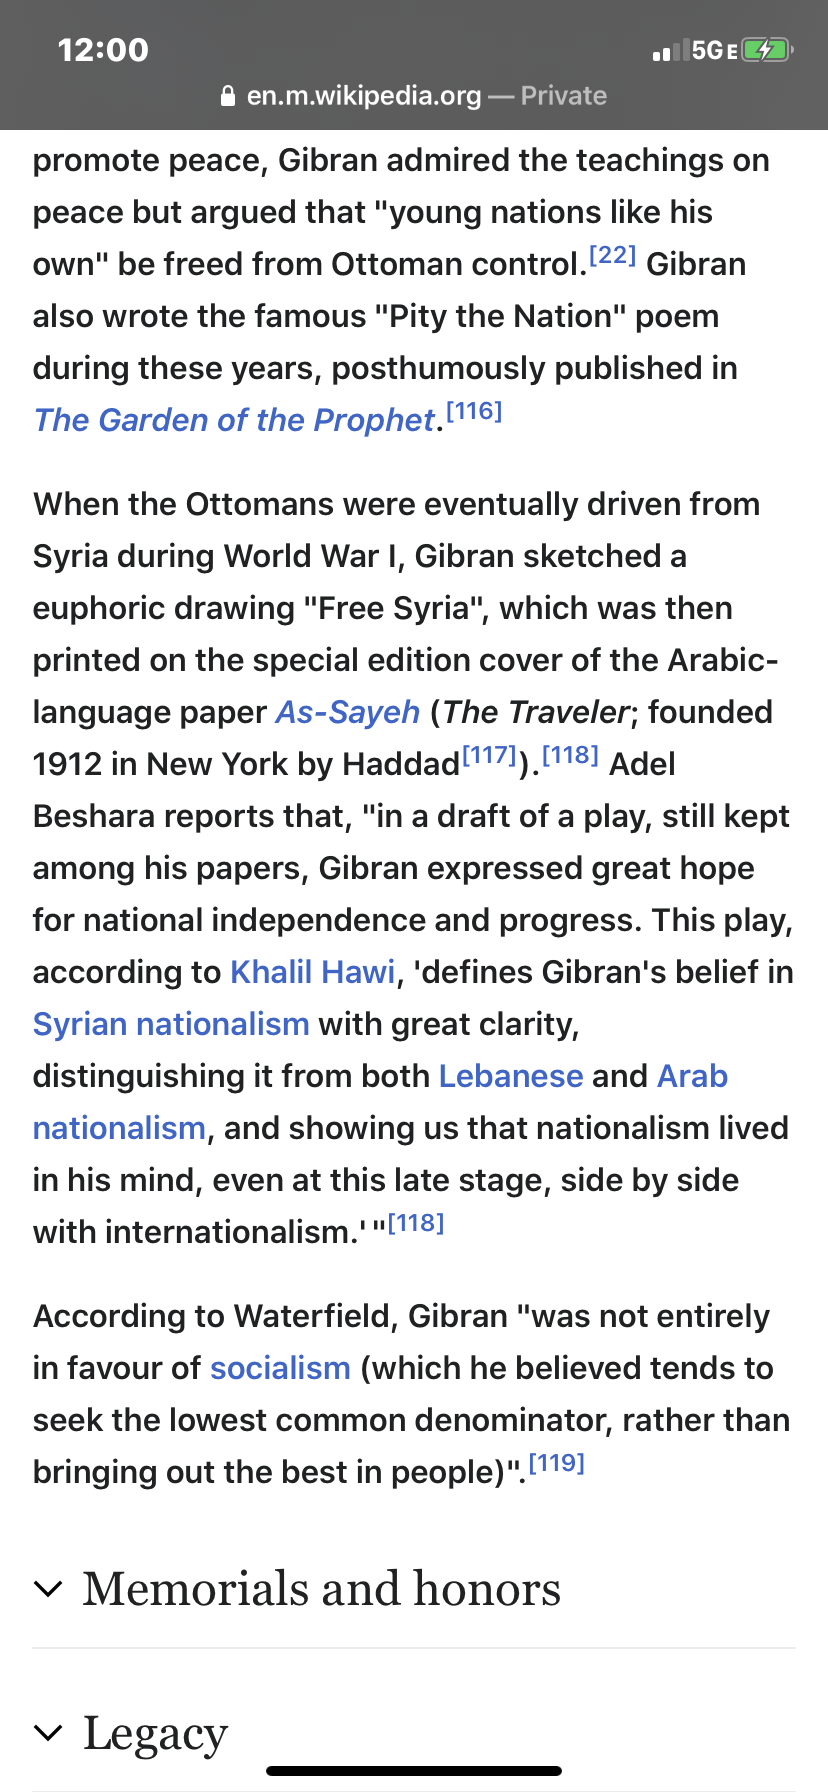 12:00
5GE
en.m.wikipedia.org — Private
promote peace, Gibran admired the teachings on
peace but argued that "young nations like his
own" be freed from Ottoman control.[22] Gibran
also wrote the famous "Pity the Nation" poem
during these years, posthumously published in
The Garden of the Prophet.[116]
When the Ottomans were eventually driven from
Syria during World War I, Gibran sketched a
euphoric drawing "Free Syria", which was then
printed on the special edition cover of the Arabic-
language paper As-Sayeh (The Traveler; founded
1912 in New York by Haddad[117]).[118] Adel
Beshara reports that, "in a draft of a play, still kept
among his papers, Gibran expressed great hope
for national independence and progress. This play,
according to Khalil Hawi, 'defines Gibran's belief in
Syrian nationalism with great clarity,
distinguishing it from both Lebanese and Arab
nationalism, and showing us that nationalism lived
in his mind, even at this late stage, side by side
with internationalism.' "[118]
According to Waterfield, Gibran "was not entirely
in favour of socialism (which he believed tends to
seek the lowest common denominator, rather than
bringing out the best in people)".[119]
Memorials and honors
Legacy